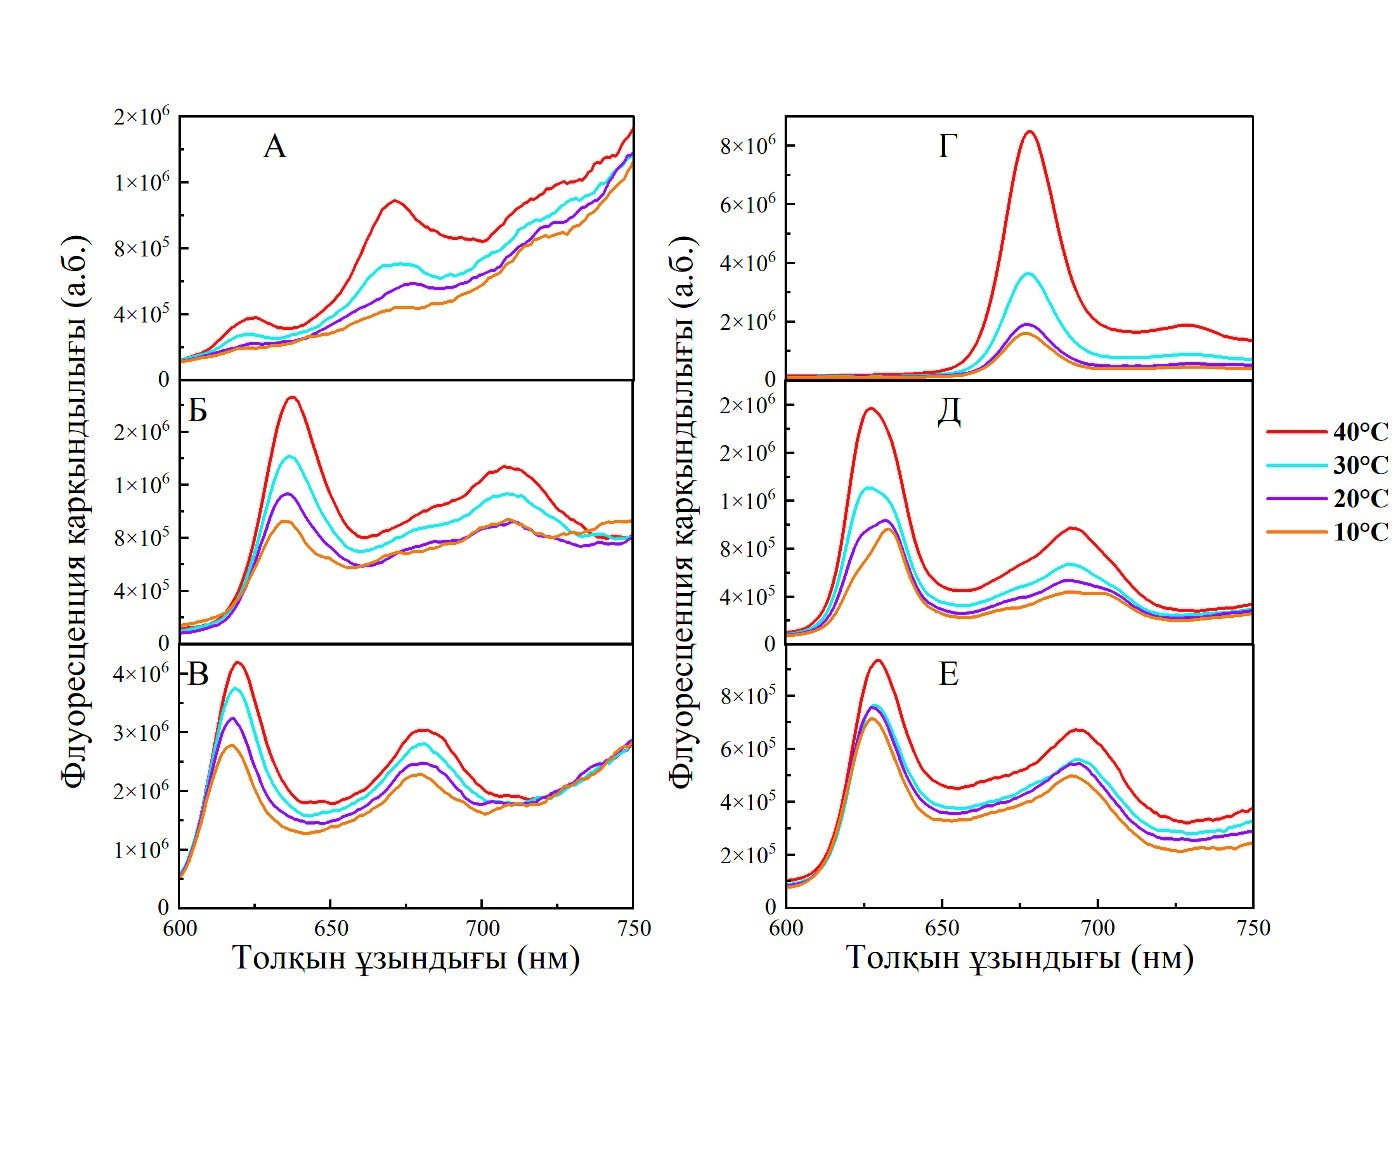 Флуоресценция қарқындылығы (а.б.)
2×10⁶
1×10⁶
8×10⁵
4×10⁵
0
А
2×10⁶
1×10⁶
8×10⁵
4×10⁵
0
Б
4×10⁶
3×10⁶
2×10⁶
1×10⁶
0
В
600
650
700
750
Толқын ұзындығы (нм)
Флуоресценция қарқындылығы (а.б.)
8×10⁶
6×10⁶
4×10⁶
2×10⁶
0
Г
2×10⁶
2×10⁶
1×10⁶
8×10⁵
4×10⁵
0
Д
8×10⁵
6×10⁵
4×10⁵
2×10⁵
0
Е
600
650
700
750
Толқын ұзындығы (нм)
40°C
30°C
20°C
10°C